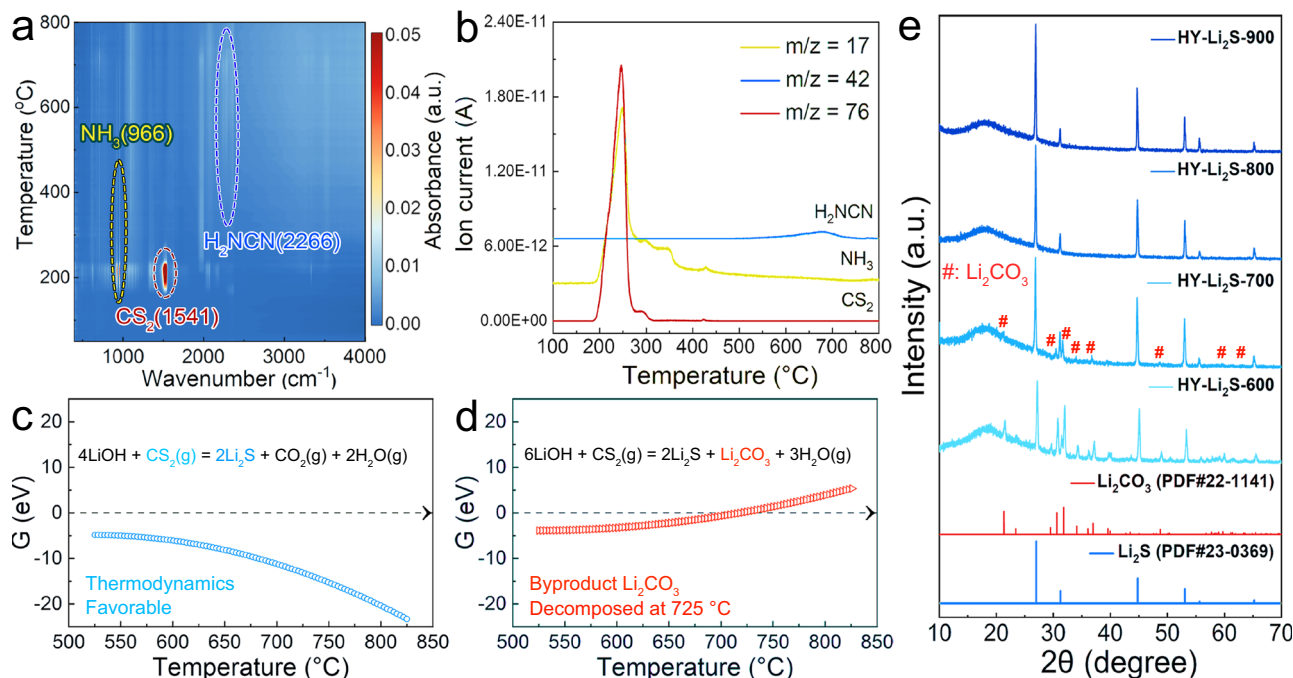 a
800
600
400
200
Temperature (°C)
NH₃(966)
CS₂(1541)
H₂NCN(2266)
1000
2000
3000
4000
Wavenumber (cm⁻¹)
0.05
0.04
0.03
0.02
0.01
0.00
Absorbance (a.u.)
b
2.40E-11
1.80E-11
1.20E-11
6.00E-12
0.00E+00
Ion current (A)
m/z = 17
m/z = 42
m/z = 76
H₂NCN
NH₃
CS₂
100
200
300
400
500
600
700
800
Temperature (°C)
c
20
10
0
-10
-20
G (eV)
4LiOH + CS₂(g) = 2Li₂S + CO₂(g) + 2H₂O(g)
Thermodynamics
Favorable
500
550
600
650
700
750
800
850
Temperature (°C)
d
20
10
0
-10
-20
G (eV)
6LiOH + CS₂(g) = 2Li₂S + Li₂CO₃ + 3H₂O(g)
Byproduct Li₂CO₃
Decomposed at 725 °C
500
550
600
650
700
750
800
850
Temperature (°C)
e
Intensity (a.u.)
HY-Li₂S-900
HY-Li₂S-800
#: Li₂CO₃
HY-Li₂S-700
# # # # # # # #
HY-Li₂S-600
Li₂CO₃ (PDF#22-1141)
Li₂S (PDF#23-0369)
10
20
30
40
50
60
70
2θ (degree)